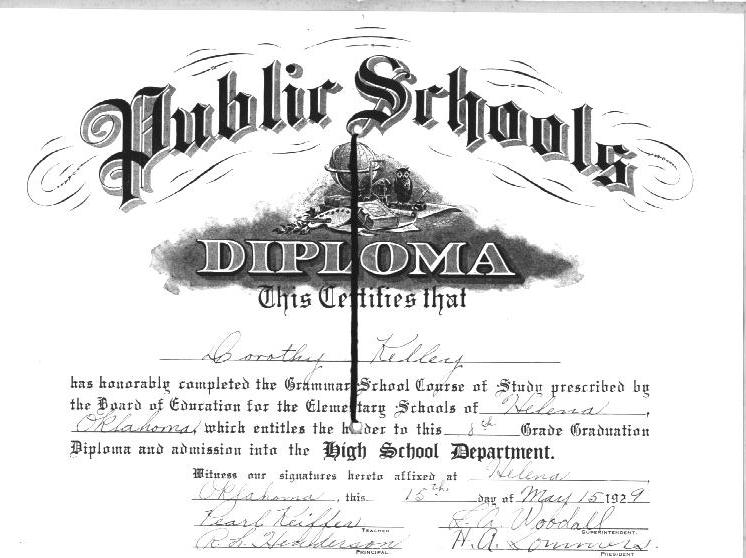 Public Schools
DIPLOMA
This Certifies that
Dorothy Kelley
has honorably completed the Grammar School Course of Study prescribed by
the Board of Education for the Elementary Schools of Helena,
Oklahoma, which entitles the holder to this 8th Grade Graduation
Diploma and admission into the High School Department.
Witness our signatures hereto affixed at Helena
Oklahoma, this 15th day of May 15 1929
Pearl Keiffer
TEACHER
Woodall
SUPERINTENDENT.
Hedderson
PRINCIPAL
H. A.
PRESIDENT